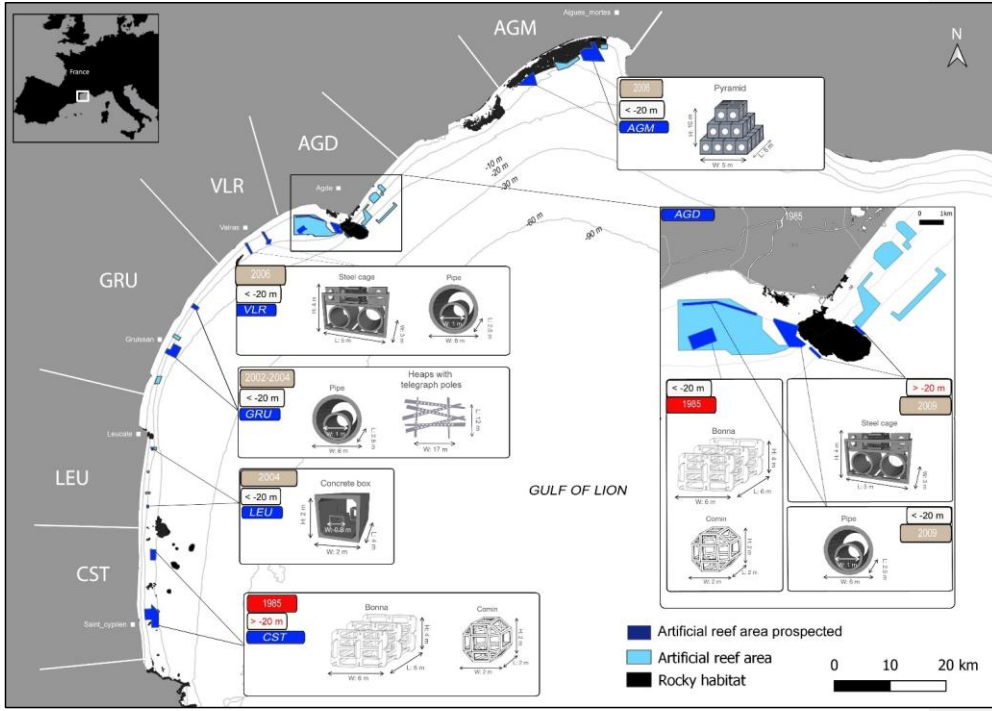 France
Aigues_mortes
N
AGM
AGD
VLR
GRU
LEU
CST
Agde
Valras
Gruissan
Leucate
Saint_cyprien
-10 m
-20 m
-30 m
-60 m
-90 m
GULF OF LION
< -20 m
AGM
Pyramid
H: 10 m
W: 5 m
L: 5 m
2006
< -20 m
VLR
Steel cage
H: 4 m
L: 5 m
W: 3 m
Pipe
W: 1 m
L: 2.5 m
W: 6 m
2002-2004
< -20 m
GRU
Pipe
W: 1 m
L: 2.5 m
W: 6 m
Heaps with
telegraph poles
L: 12 m
W: 17 m
2004
< -20 m
LEU
Concrete box
H: 2 m
W: 0.8 m
L: 4 m
W: 2 m
1985
> -20 m
CST
Bonna
H: 4 m
L: 6 m
W: 6 m
Comin
H: 2 m
L: 2 m
W: 2 m
AGD
1985
0 1km
< -20 m
1985
Bonna
H: 4 m
L: 6 m
W: 6 m
Comin
H: 2 m
L: 2 m
W: 2 m
> -20 m
2009
Steel cage
H: 4 m
L: 5 m
W: 3 m
< -20 m
2009
Pipe
W: 1 m
L: 2.5 m
W: 6 m
Artificial reef area prospected
Artificial reef area
Rocky habitat
0 10 20 km